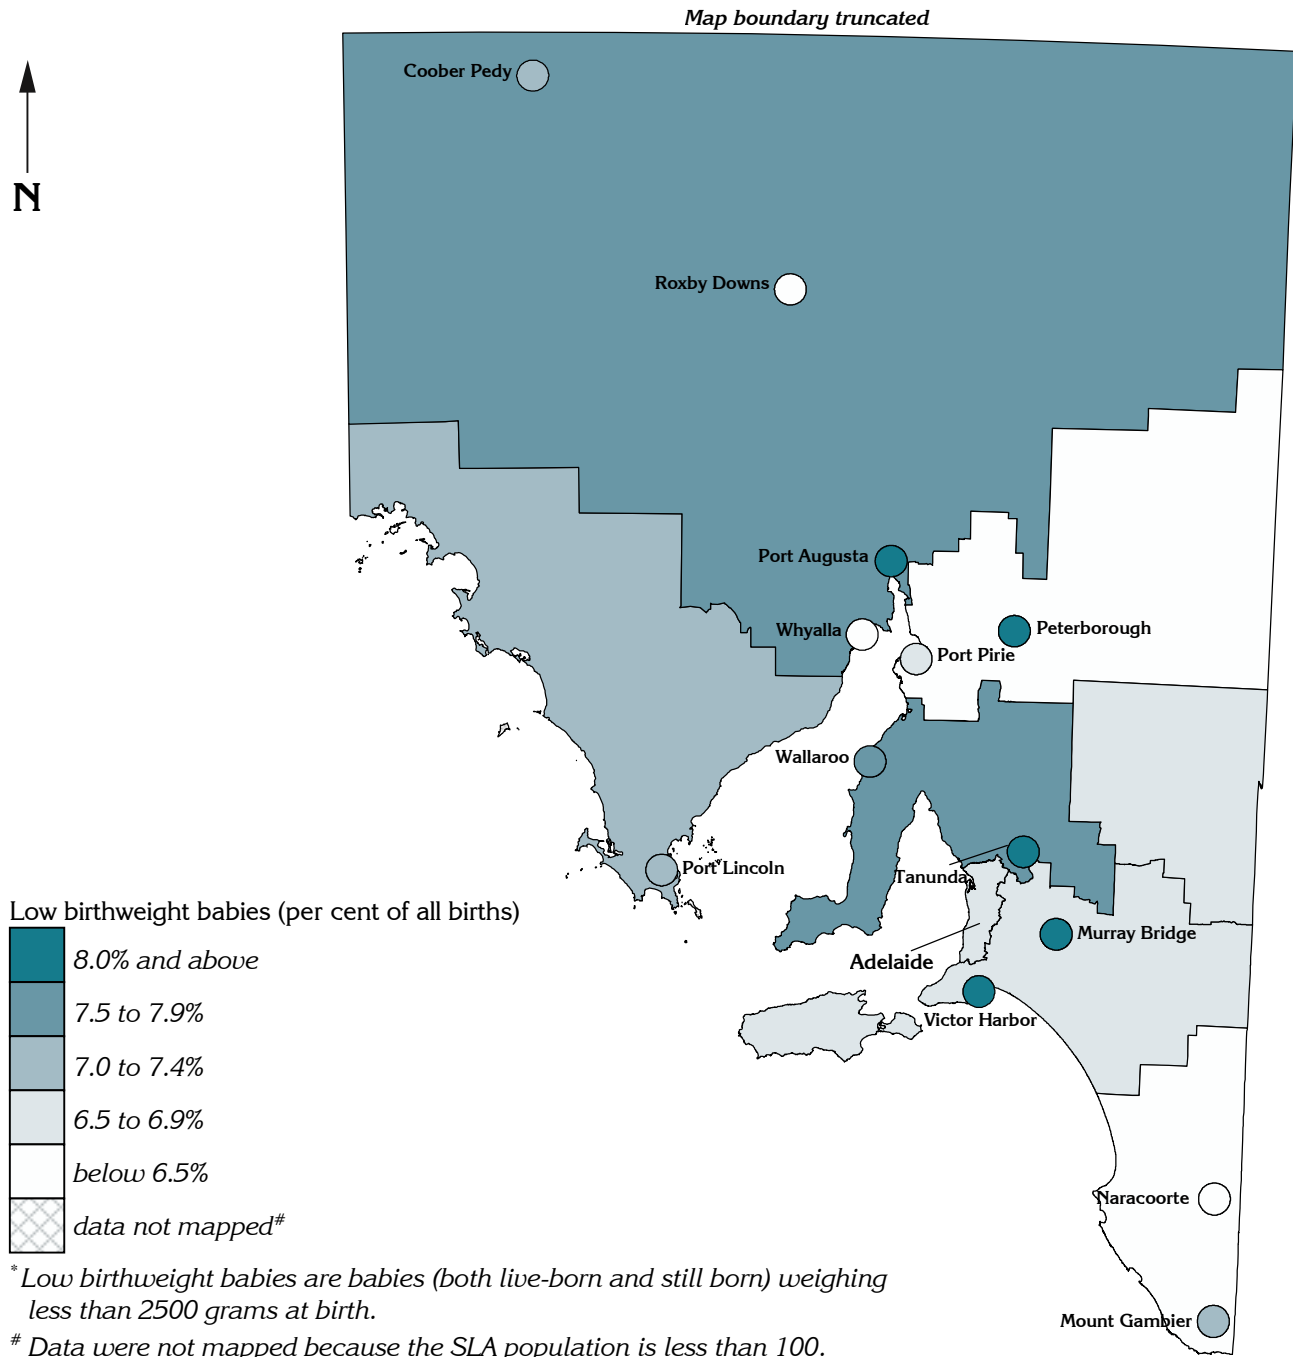 Map boundary truncated
Coober Pedy
N
Roxby Downs
Port Augusta
Whyalla
Peterborough
Port Pirie
Wallaroo
Tanunda
Port Lincoln
Murray Bridge
Adelaide
Victor Harbor
Naracoorte
Mount Gambier
Low birthweight babies (per cent of all births)
8.0% and above
7.5 to 7.9%
7.0 to 7.4%
6.5 to 6.9%
below 6.5%
data not mapped#
* Low birthweight babies are babies (both live-born and still born) weighing
less than 2500 grams at birth.
# Data were not mapped because the SLA population is less than 100.